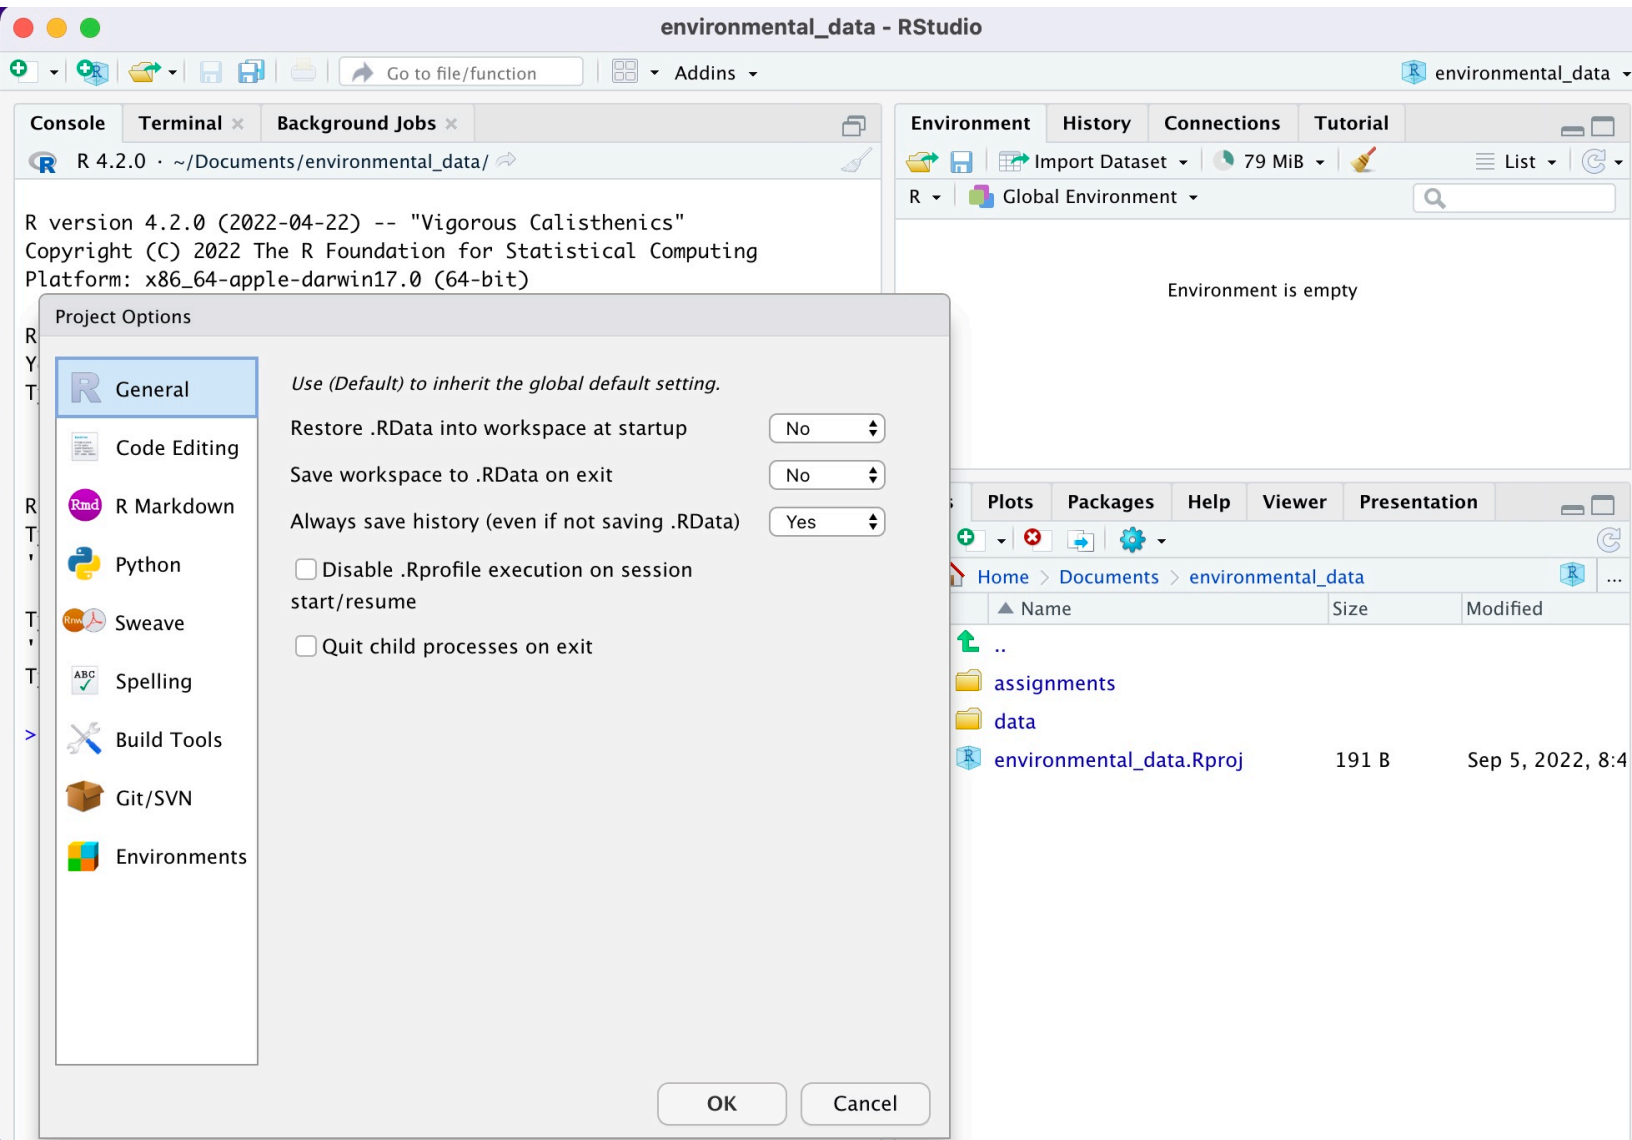 environmental_data - RStudio
Go to file/function
Addins
environmental_data
Console Terminal Background Jobs
R 4.2.0 · ~/Documents/environmental_data/
R version 4.2.0 (2022-04-22) -- "Vigorous Calisthenics"
Copyright (C) 2022 The R Foundation for Statistical Computing
Platform: x86_64-apple-darwin17.0 (64-bit)
R
Y
T
R
T
'
T
'
T
>
Environment History Connections Tutorial
Import Dataset 79 MiB List
R Global Environment
Environment is empty
Project Options
General
Code Editing
Rmd R Markdown
Python
Rnw Sweave
ABC Spelling
Build Tools
Git/SVN
Environments
Use (Default) to inherit the global default setting.
Restore .RData into workspace at startup No
Save workspace to .RData on exit No
Always save history (even if not saving .RData) Yes
Disable .Rprofile execution on session
start/resume
Quit child processes on exit
OK Cancel
Plots Packages Help Viewer Presentation
Home Documents environmental_data ...
Name Size Modified
..
assignments
data
environmental_data.Rproj 191 B Sep 5, 2022, 8:4